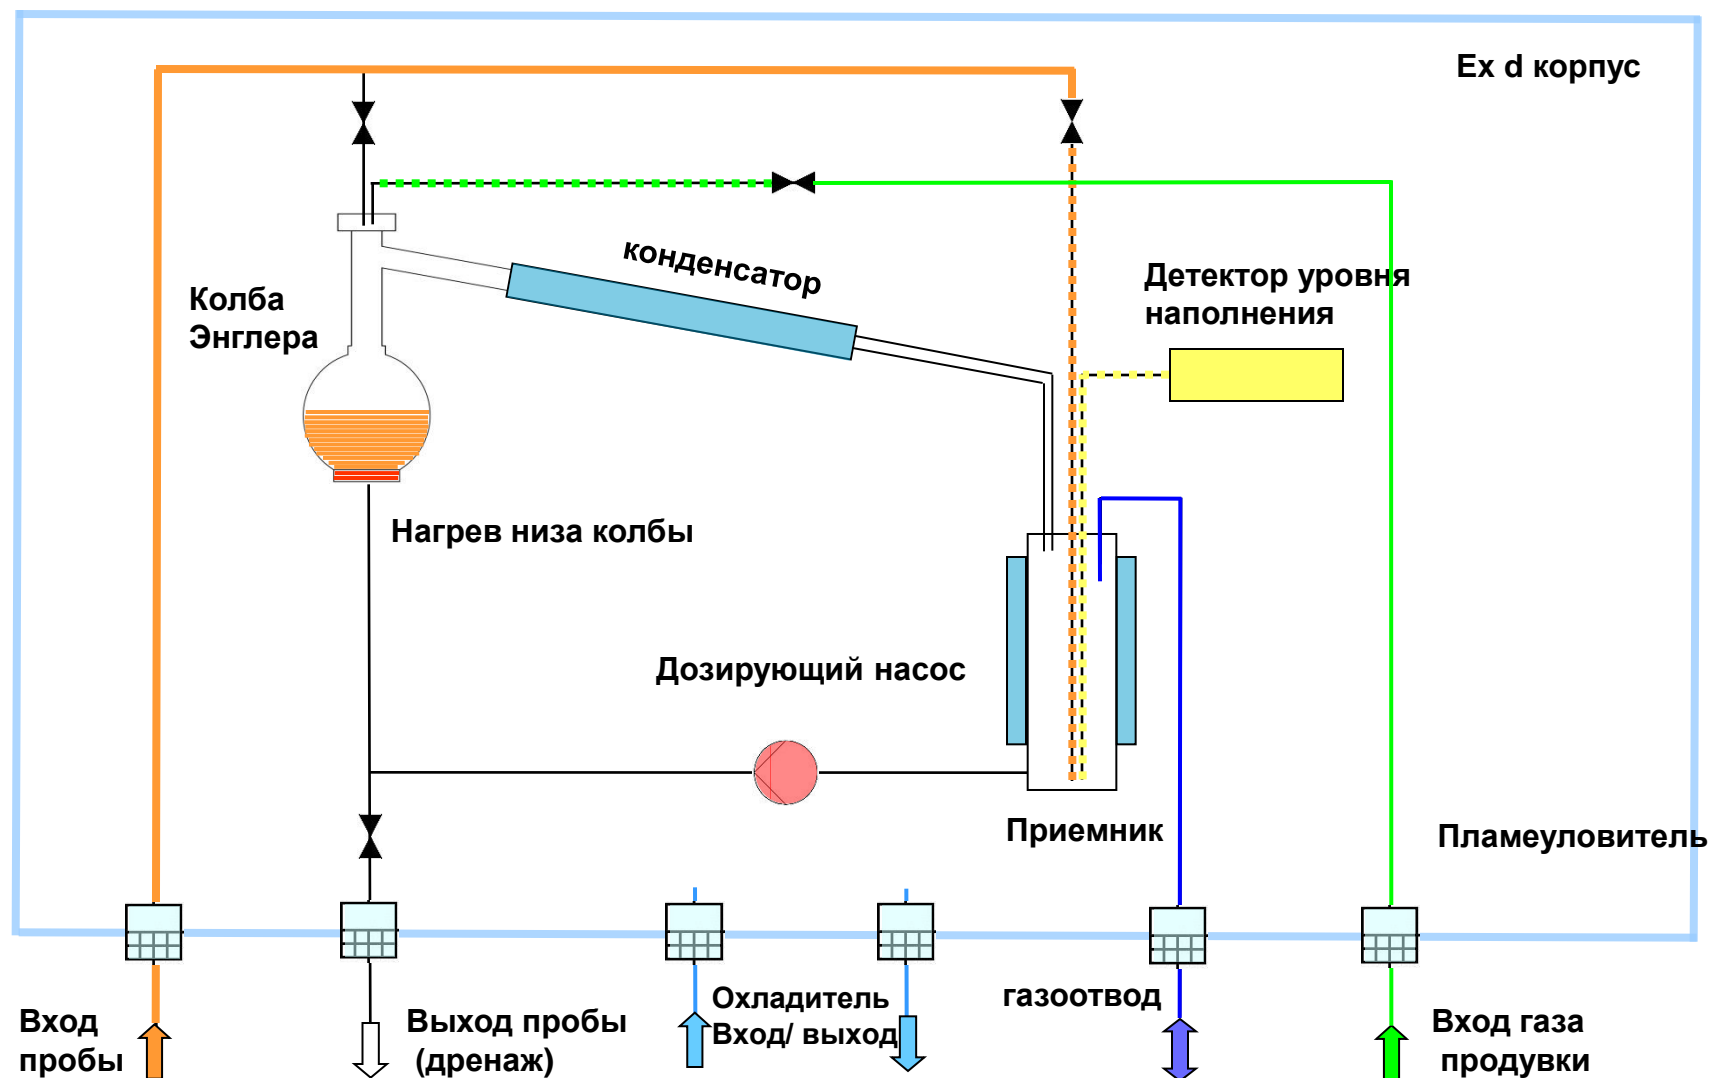 Ex d корпус
конденсатор
Детектор уровня
наполнения
Колба
Энглера
Нагрев низа колбы
Дозирующий насос
Приемник
Пламеуловитель
Вход
пробы
Выход пробы
(дренаж)
Охладитель
Вход/ выход
газоотвод
Вход газа
продувки